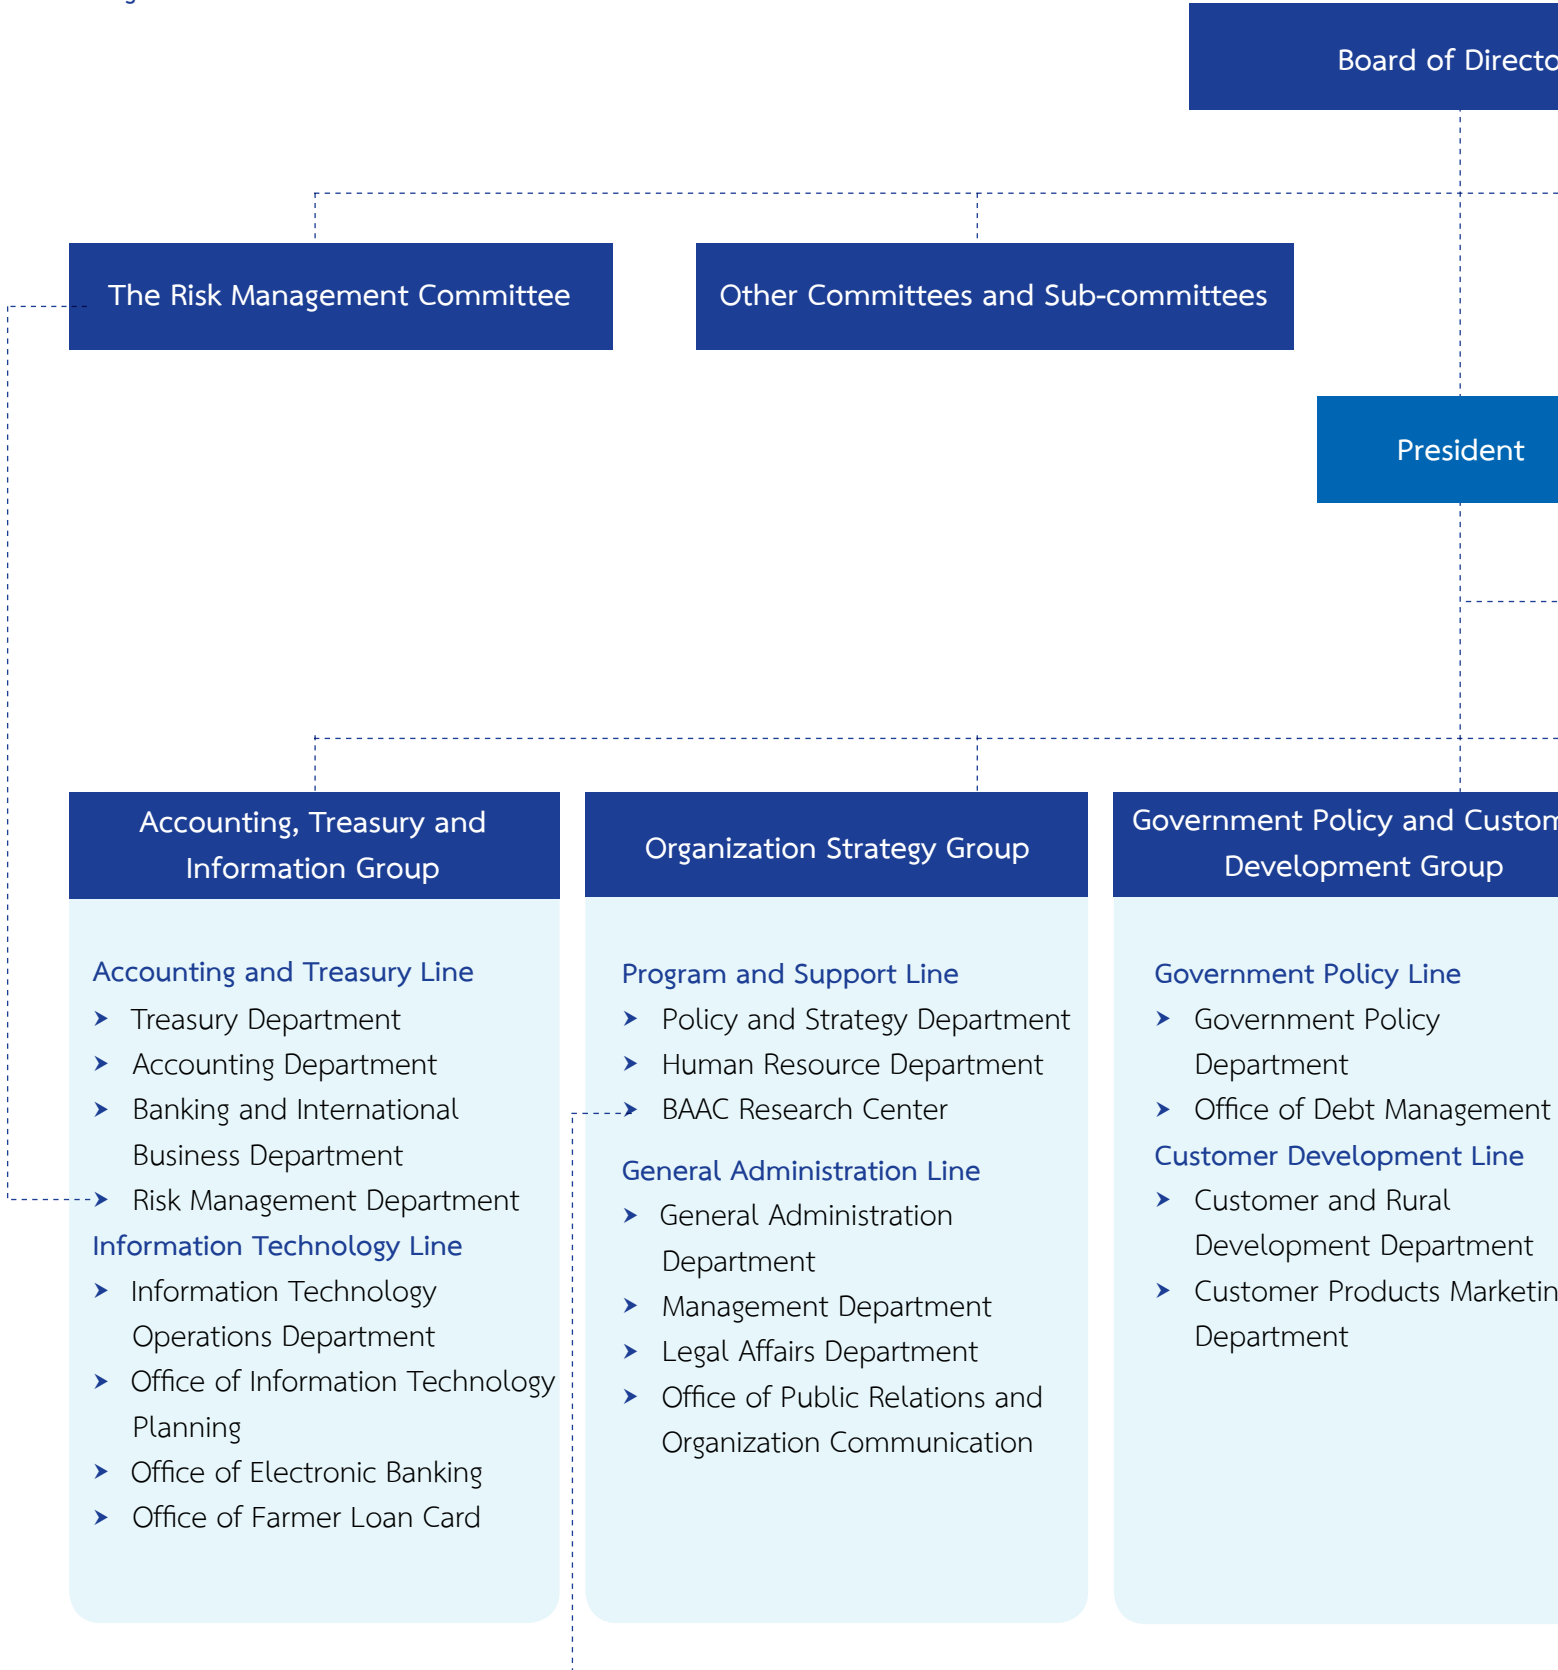 Board of Directo
The Risk Management Committee
Other Committees and Sub-committees
President
Accounting, Treasury and
Information Group
Accounting and Treasury Line
Treasury Department
Accounting Department
Banking and International
Business Department
Risk Management Department
Information Technology Line
Information Technology
Operations Department
Office of Information Technology
Planning
Office of Electronic Banking
Office of Farmer Loan Card
Organization Strategy Group
Program and Support Line
Policy and Strategy Department
Human Resource Department
BAAC Research Center
General Administration Line
General Administration
Department
Management Department
Legal Affairs Department
Office of Public Relations and
Organization Communication
Government Policy and Custom
Development Group
Government Policy Line
Government Policy
Department
Office of Debt Management
Customer Development Line
Customer and Rural
Development Department
Customer Products Marketin
Department